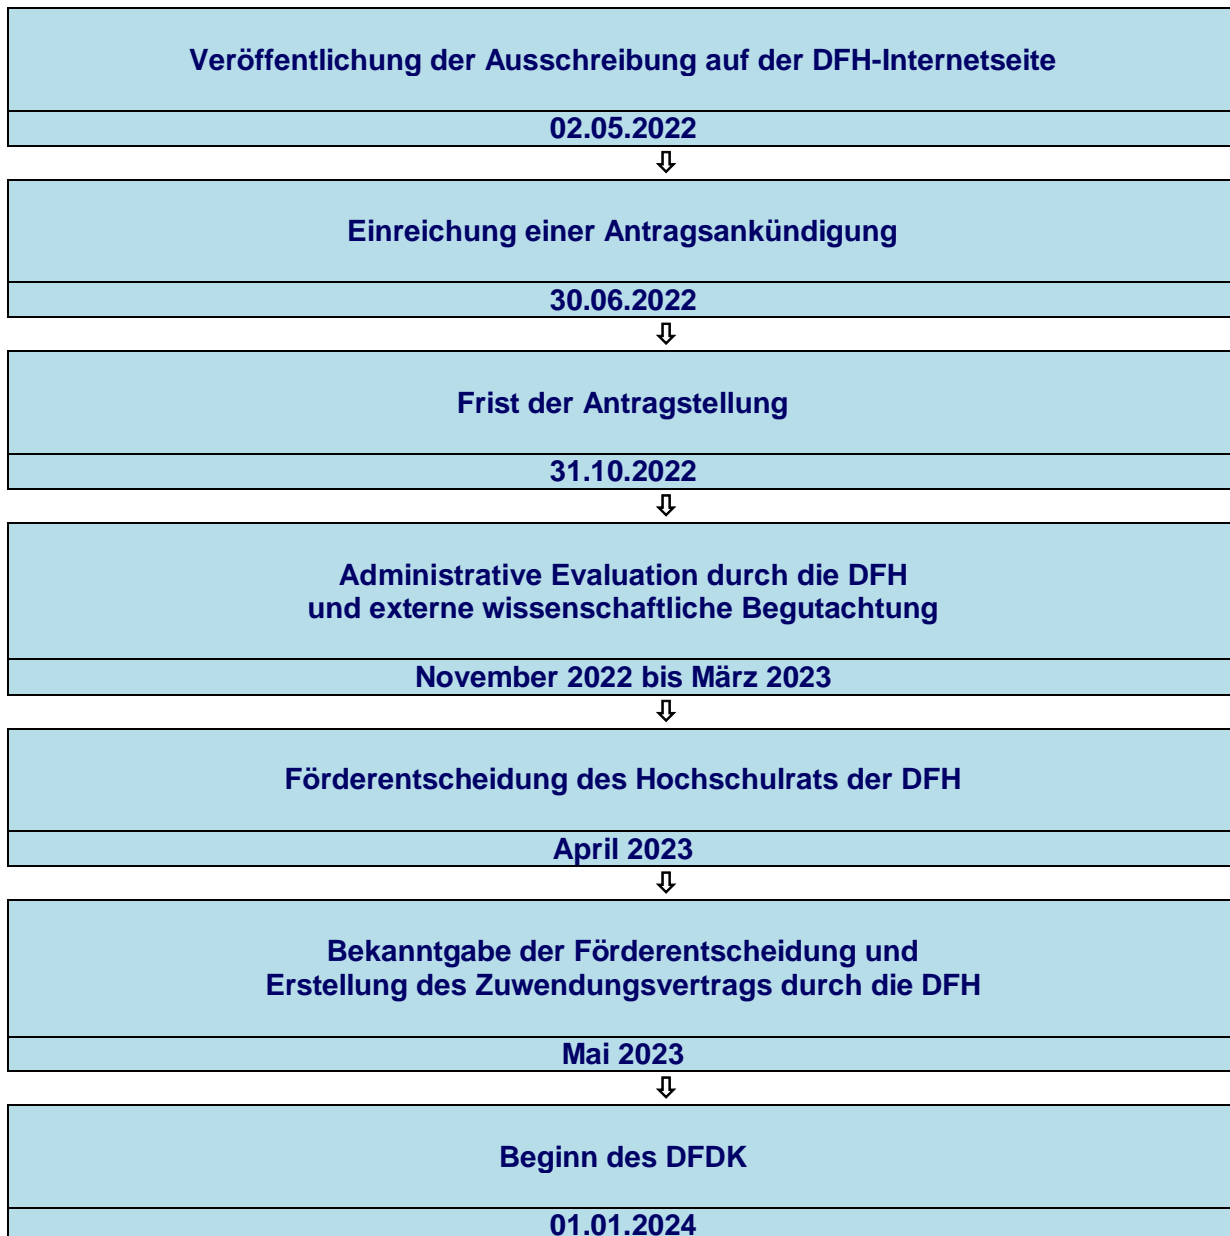 Veröffentlichung der Ausschreibung auf der DFH-Internetseite
02.05.2022
⇩
Einreichung einer Antragsankündigung
30.06.2022
⇩
Frist der Antragstellung
31.10.2022
⇩
Administrative Evaluation durch die DFH
und externe wissenschaftliche Begutachtung
November 2022 bis März 2023
⇩
Förderentscheidung des Hochschulrats der DFH
April 2023
⇩
Bekanntgabe der Förderentscheidung und
Erstellung des Zuwendungsvertrags durch die DFH
Mai 2023
⇩
Beginn des DFDK
01.01.2024